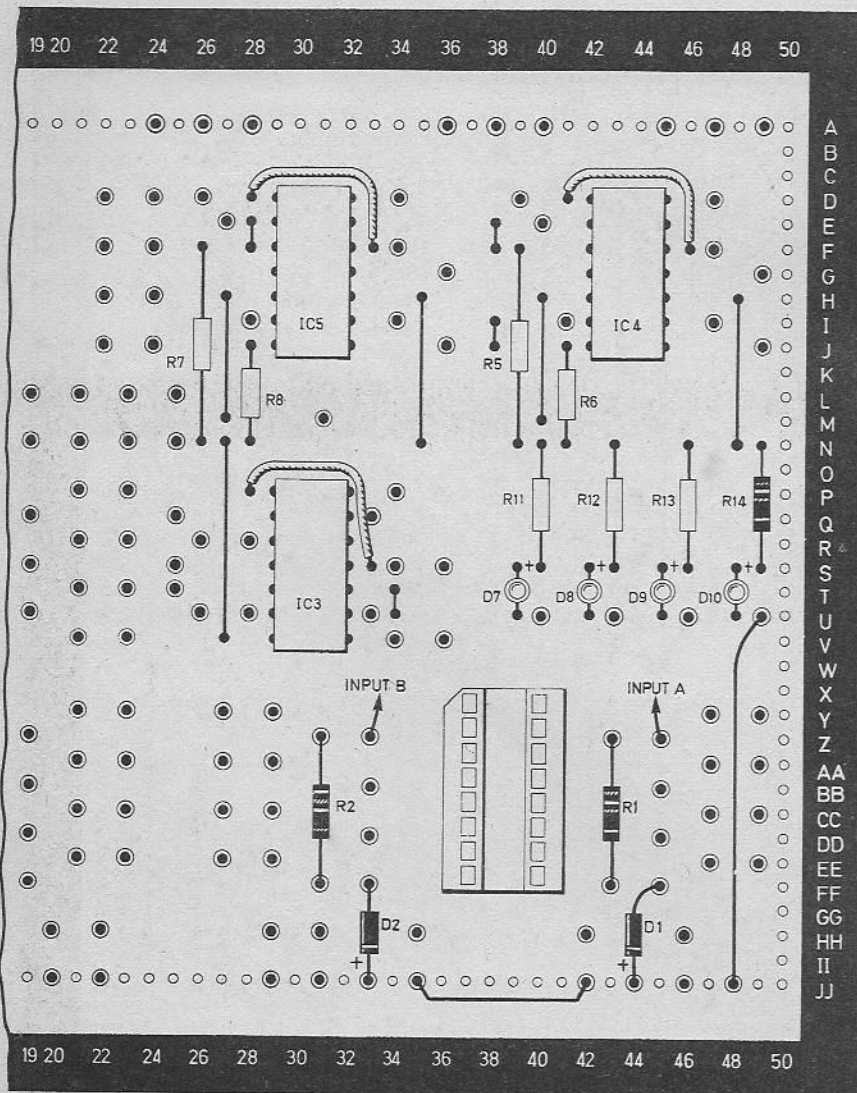 19 20 22 24 26 28 30 32 34 36 38 40 42 44 46 48 50
A
B
C
D
E
F
G
H
IC5 IC4 I
R7 R5 J
K
R8 R6 L
M
N
O
R11 R12 R13 R14 P
Q
R
+ + + + S
IC3 D7 D8 D9 D10 T
U
V
W
INPUT B INPUT A X
Y
Z
AA
R2 R1 BB
CC
DD
EE
FF
D2 D1 GG
HH
+ + II
JJ
19 20 22 24 26 28 30 32 34 36 38 40 42 44 46 48 50